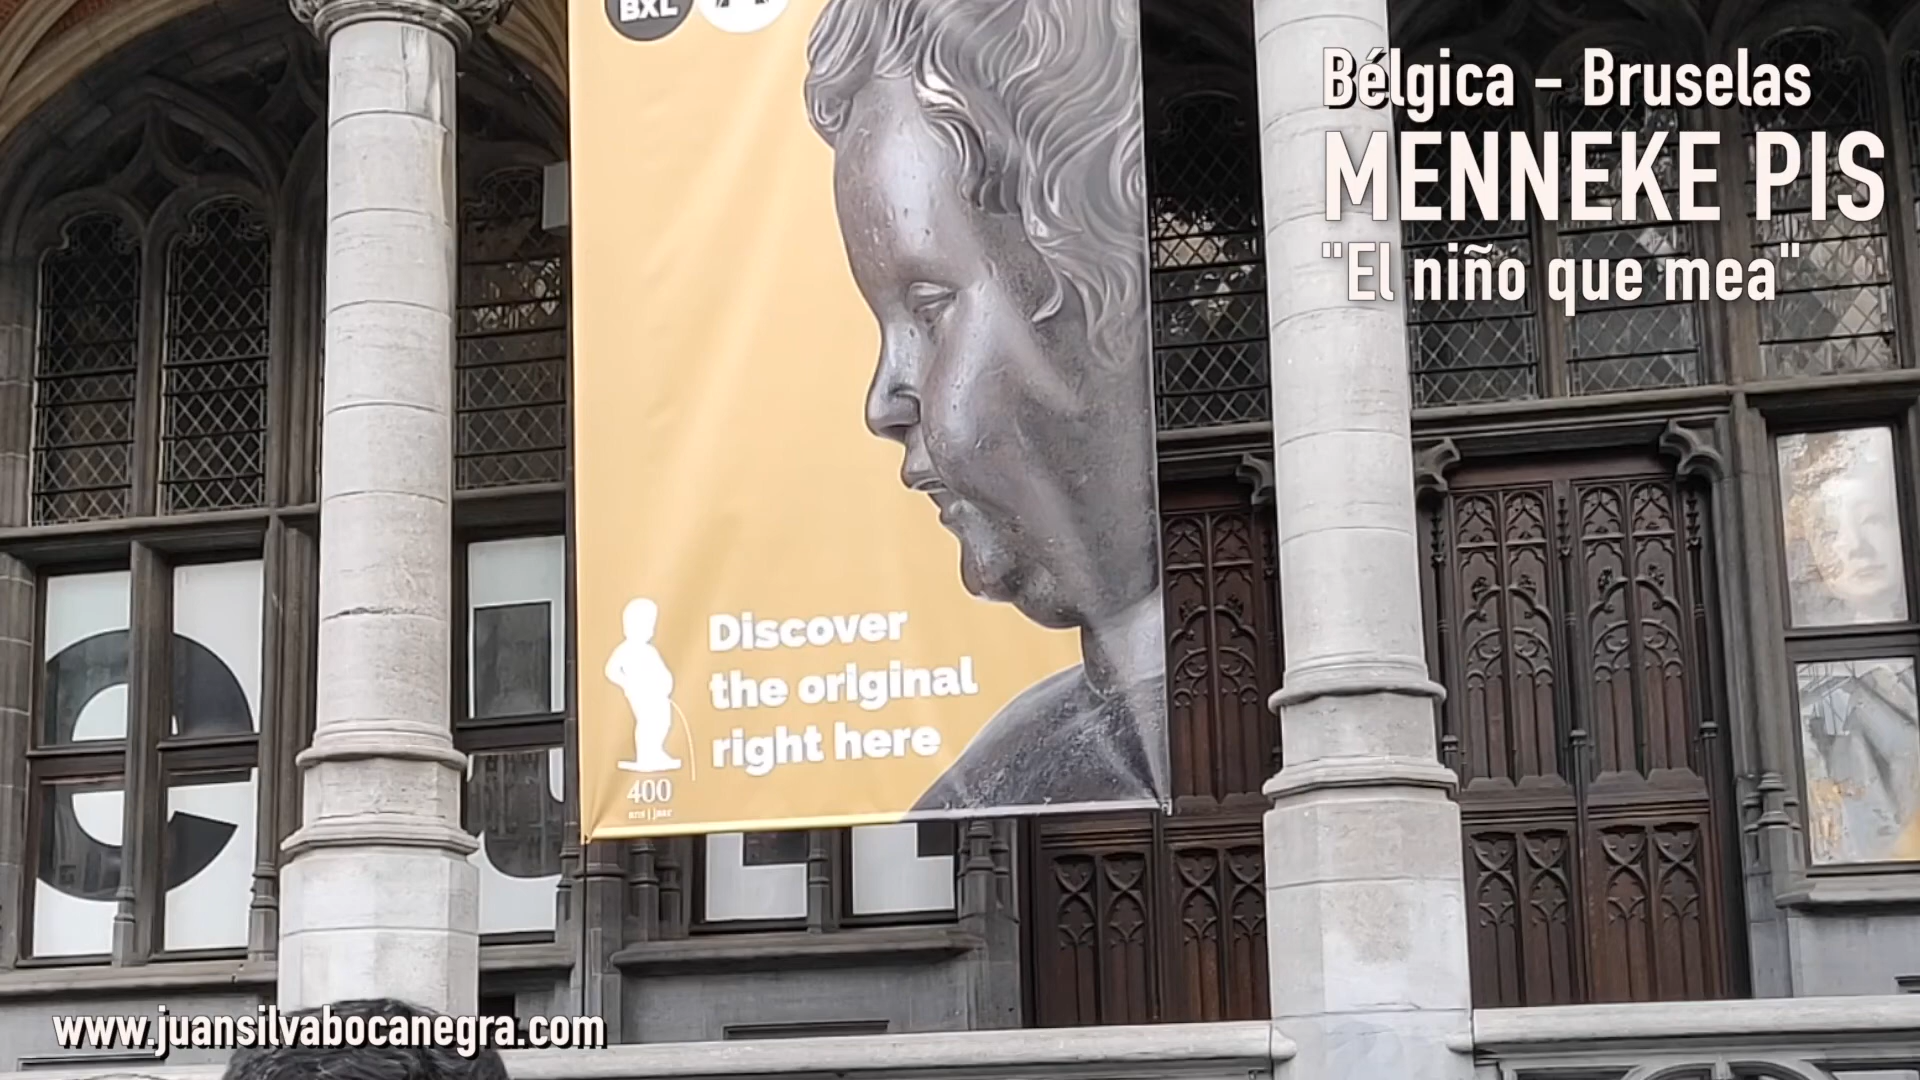 BXL
Bélgica – Bruselas
MENNEKE PIS
"El niño que mea"
Discover
the original
right here
400
ans | jaar
www.juansilvabocanegra.com